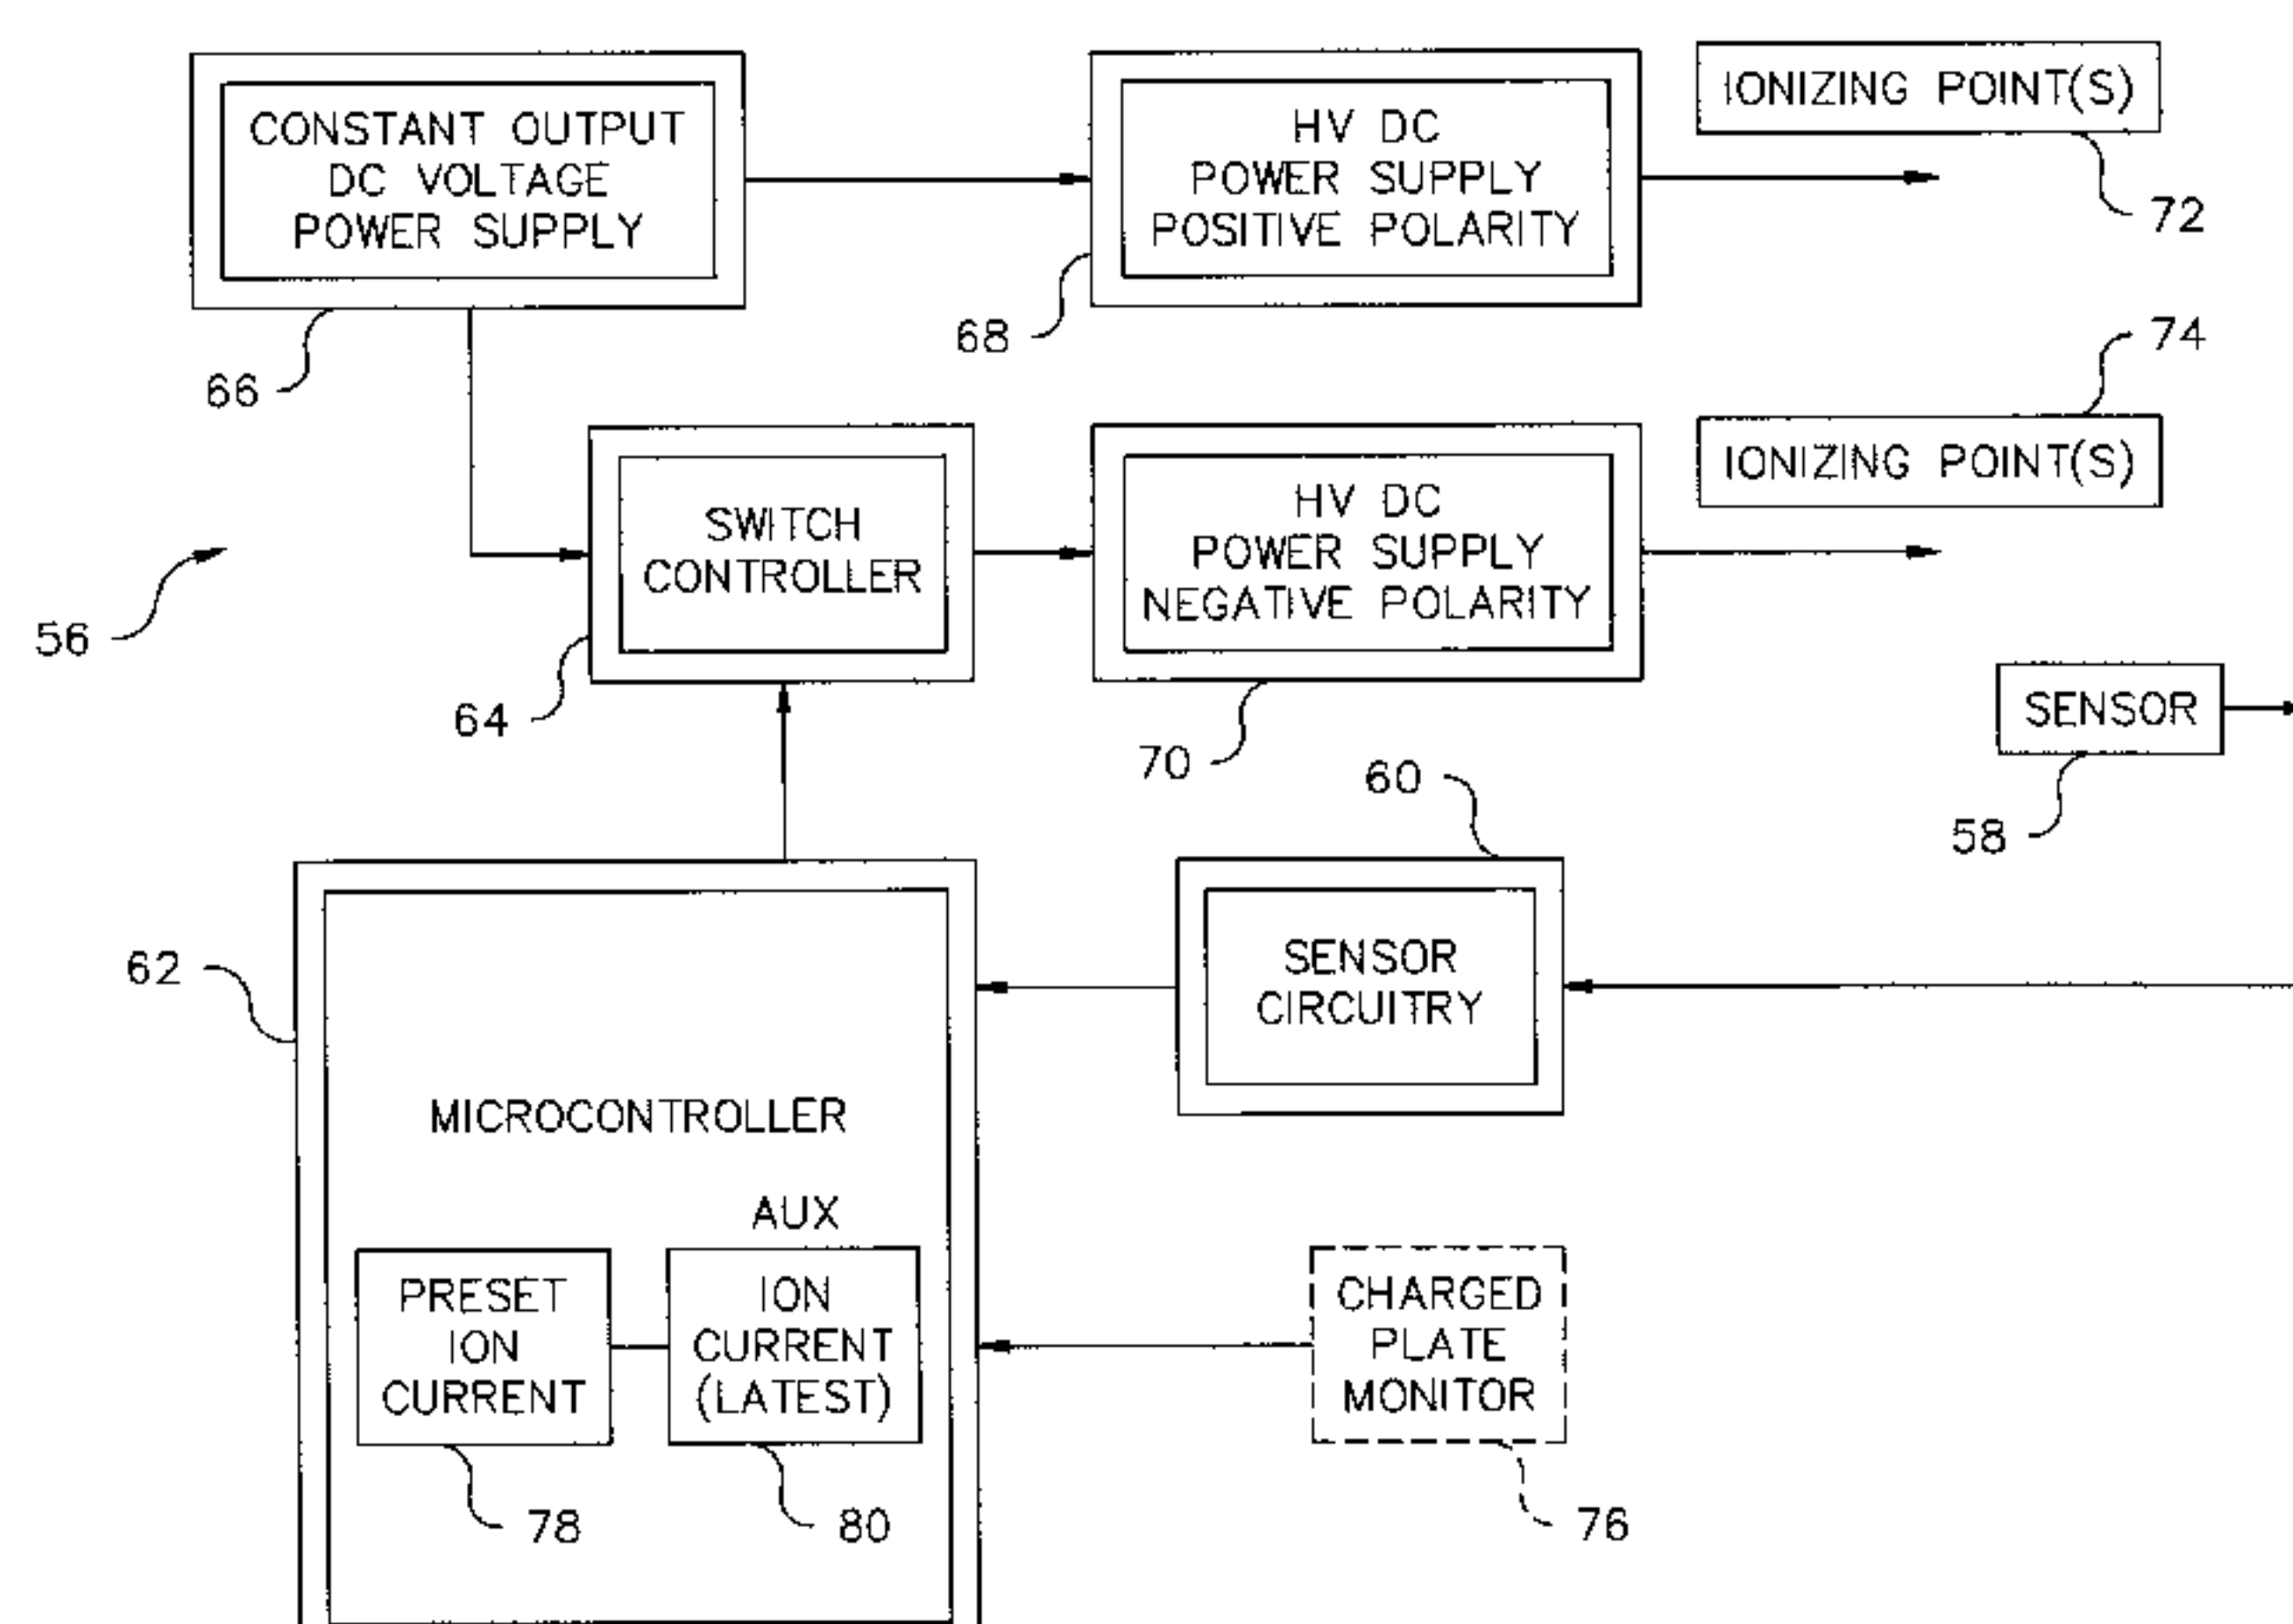 CONSTANT OUTPUT
DC VOLTAGE
POWER SUPPLY
66
HV DC
POWER SUPPLY
POSITIVE POLARITY
68
IONIZING POINT(S)
72
74
IONIZING POINT(S)
SWITCH
CONTROLLER
64
HV DC
POWER SUPPLY
NEGATIVE POLARITY
70
56
SENSOR
58
60
SENSOR
CIRCUITRY
62
MICROCONTROLLER
AUX
PRESET
ION
CURRENT
78
ION
CURRENT
(LATEST)
80
CHARGED
PLATE
MONITOR
76